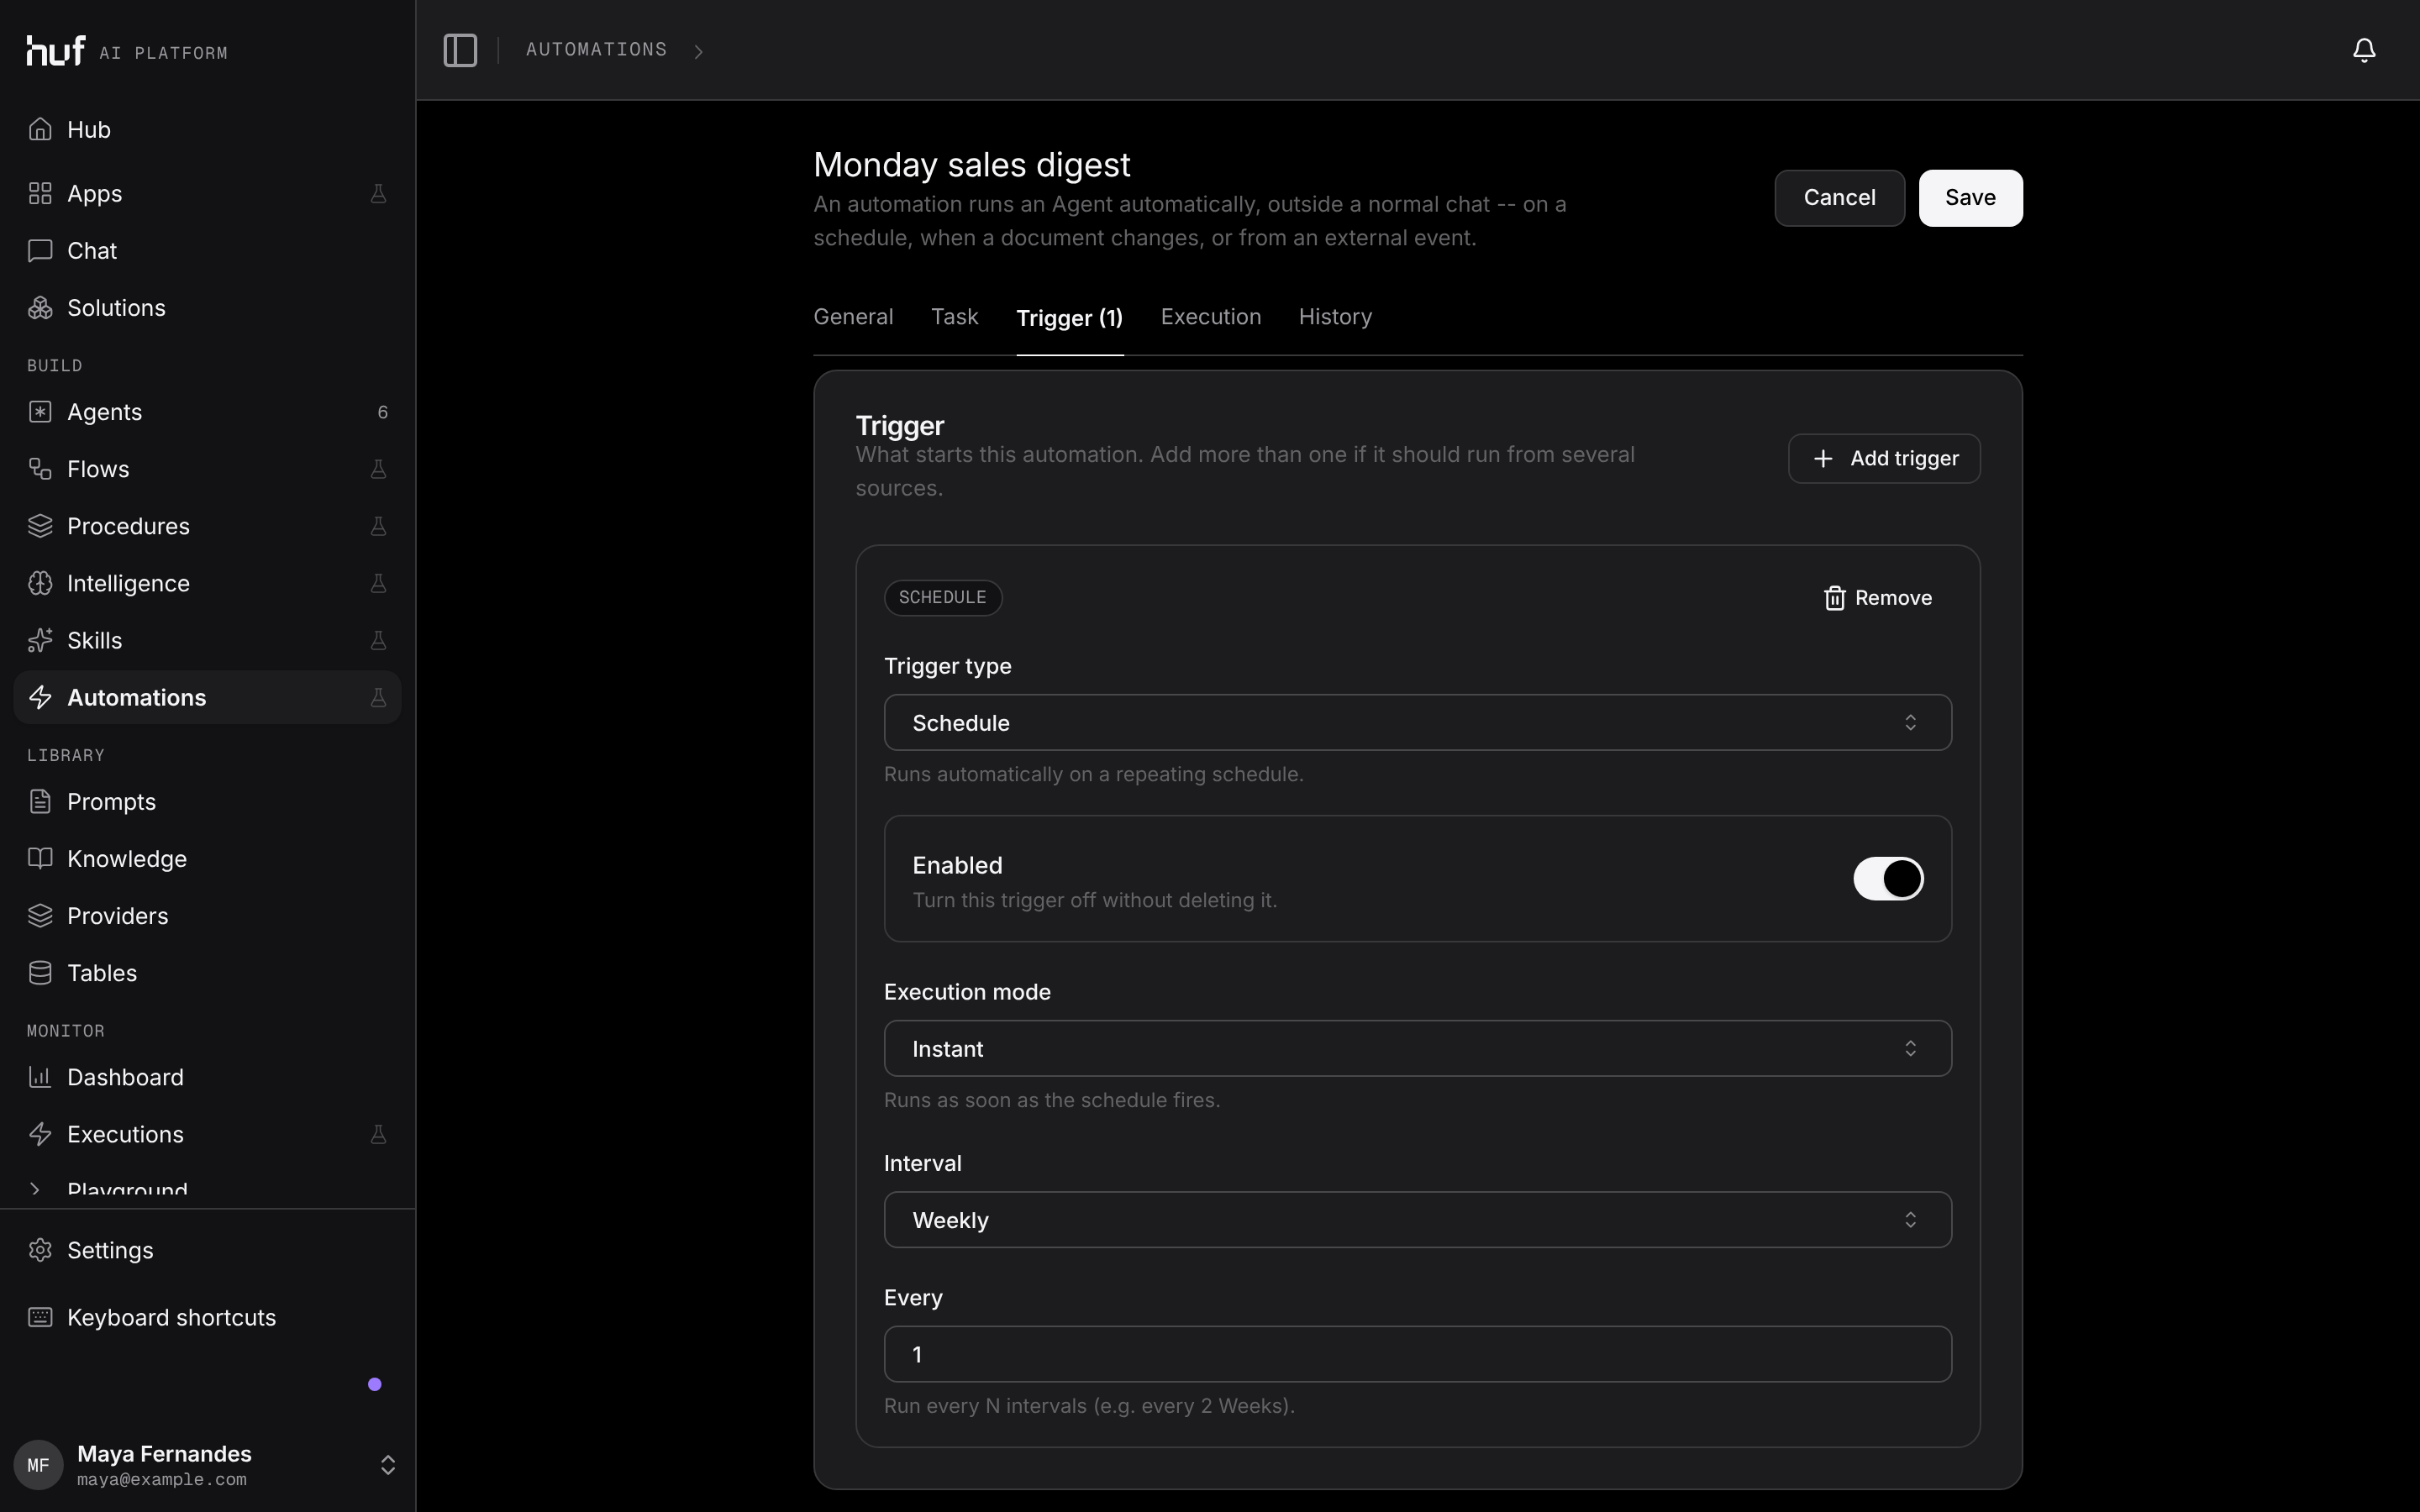 huf AI PLATFORM
Hub
Apps
Chat
Solutions
BUILD
Agents 6
Flows
Procedures
Intelligence
Skills
Automations
LIBRARY
Prompts
Knowledge
Providers
Tables
MONITOR
Dashboard
Executions
Playground
Settings
Keyboard shortcuts
MF
Maya Fernandes
maya@example.com
AUTOMATIONS
Monday sales digest
An automation runs an Agent automatically, outside a normal chat -- on a
schedule, when a document changes, or from an external event.
Cancel
Save
General Task Trigger (1) Execution History
Trigger
What starts this automation. Add more than one if it should run from several
sources.
Add trigger
SCHEDULE
Remove
Trigger type
Schedule
Runs automatically on a repeating schedule.
Enabled
Turn this trigger off without deleting it.
Execution mode
Instant
Runs as soon as the schedule fires.
Interval
Weekly
Every
1
Run every N intervals (e.g. every 2 Weeks).